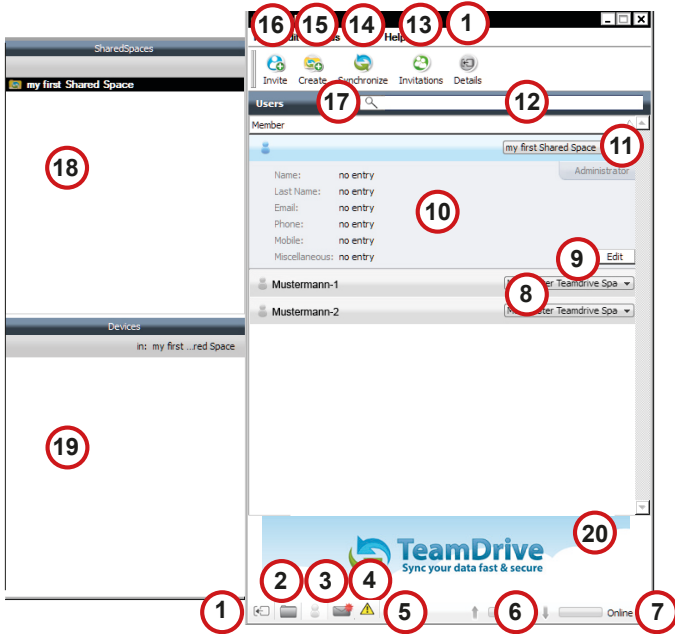 16 15 14 13 1
Help
Invite Create Synchronize Invitations Details
SharedSpaces
my first Shared Space
Users 17 12
Member
my first Shared Space 11
18
Administrator
Name: no entry
Last Name: no entry
Email: no entry
Phone: no entry
Mobile: no entry
Miscellaneous: no entry
10
9 Edit
Mustermann-1 Teamdrive Spa
8
Mustermann-2 Teamdrive Spa
Devices
in: my first ...red Space
19
20
TeamDrive
Sync your data fast & secure
2 3 4
1 5 6 Online 7